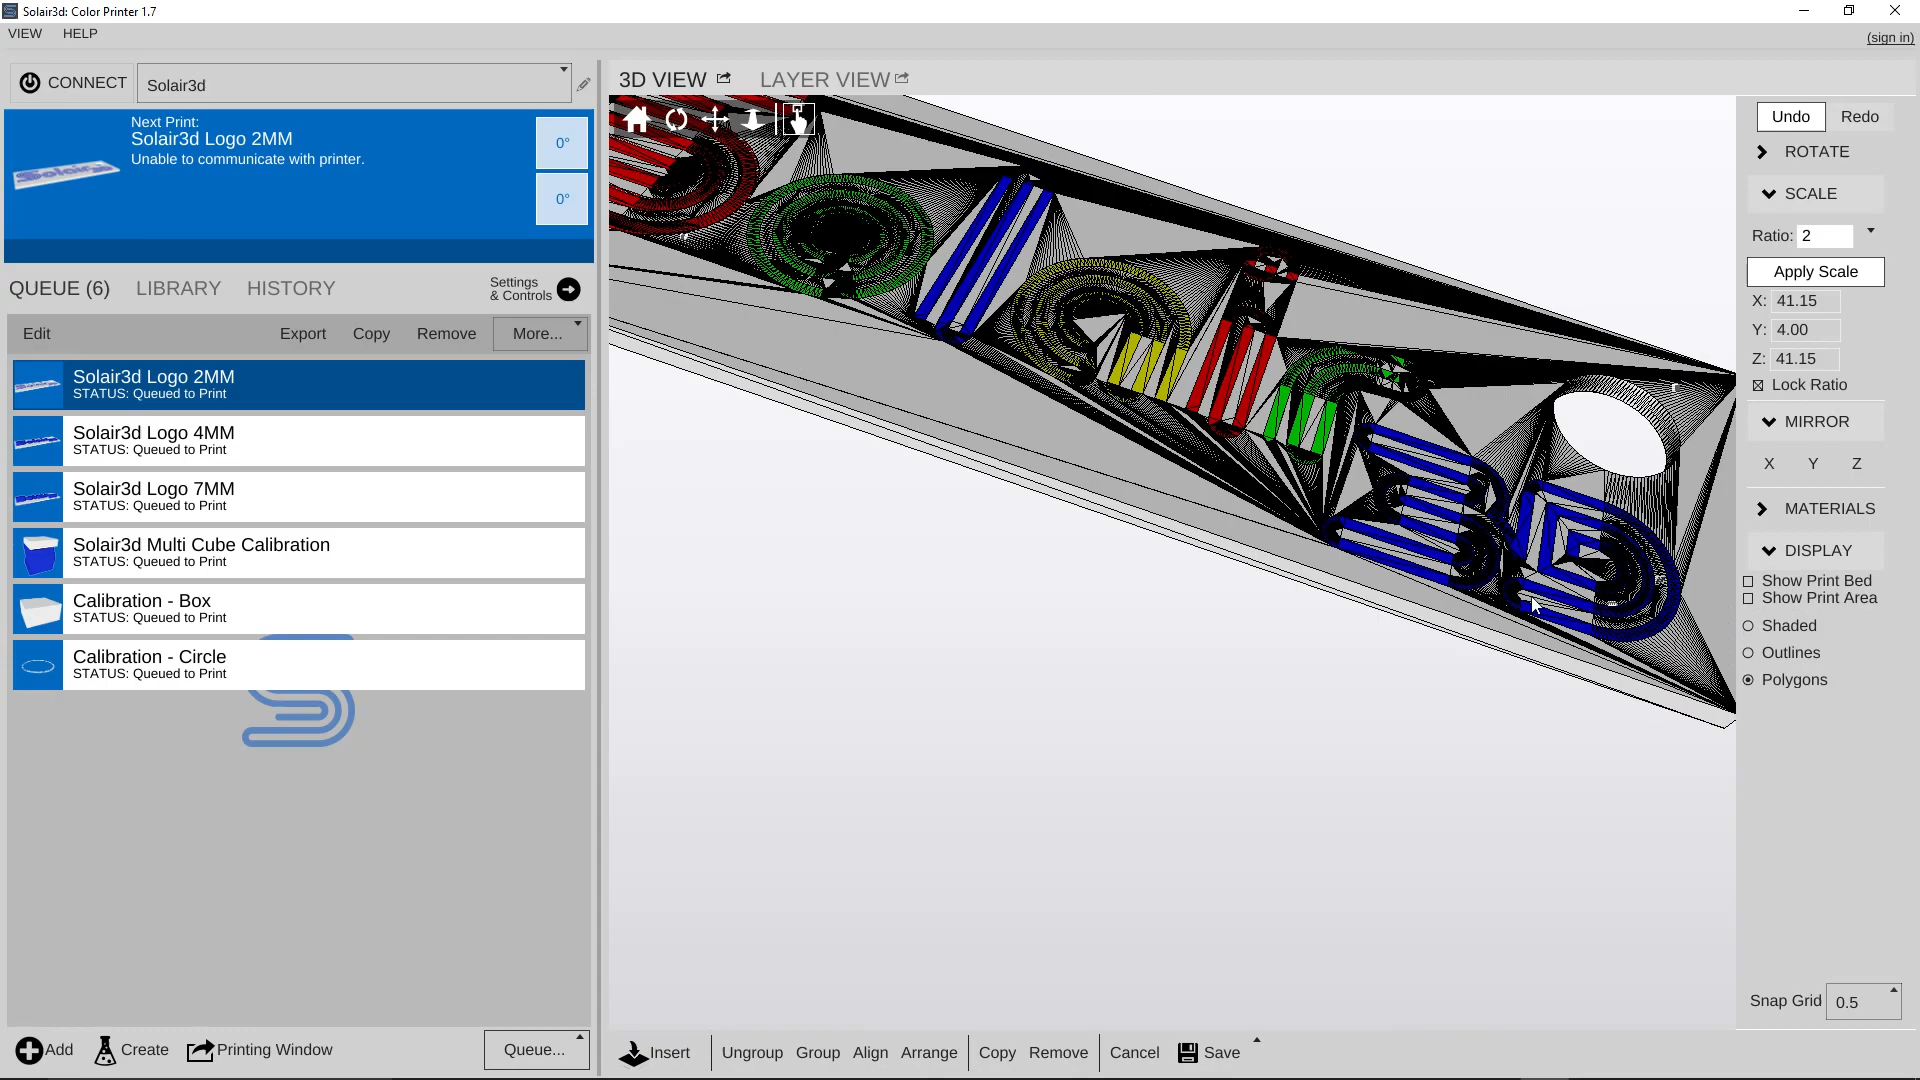 Solair3d: Color Printer 1.7
VIEW HELP
(sign in)
CONNECT
Solair3d
Next Print:
Solair3d Logo 2MM
Unable to communicate with printer.
0°
0°
QUEUE (6) LIBRARY HISTORY
Settings
& Controls
Edit Export Copy Remove More...
Solair3d Logo 2MM
STATUS: Queued to Print
Solair3d Logo 4MM
STATUS: Queued to Print
Solair3d Logo 7MM
STATUS: Queued to Print
Solair3d Multi Cube Calibration
STATUS: Queued to Print
Calibration - Box
STATUS: Queued to Print
Calibration - Circle
STATUS: Queued to Print
Add Create Printing Window Queue...
3D VIEW LAYER VIEW
Undo Redo
ROTATE
SCALE
Ratio: 2
Apply Scale
X: 41.15
Y: 4.00
Z: 41.15
Lock Ratio
MIRROR
X Y Z
MATERIALS
DISPLAY
Show Print Bed
Show Print Area
Shaded
Outlines
Polygons
Snap Grid 0.5
Insert Ungroup Group Align Arrange Copy Remove Cancel Save